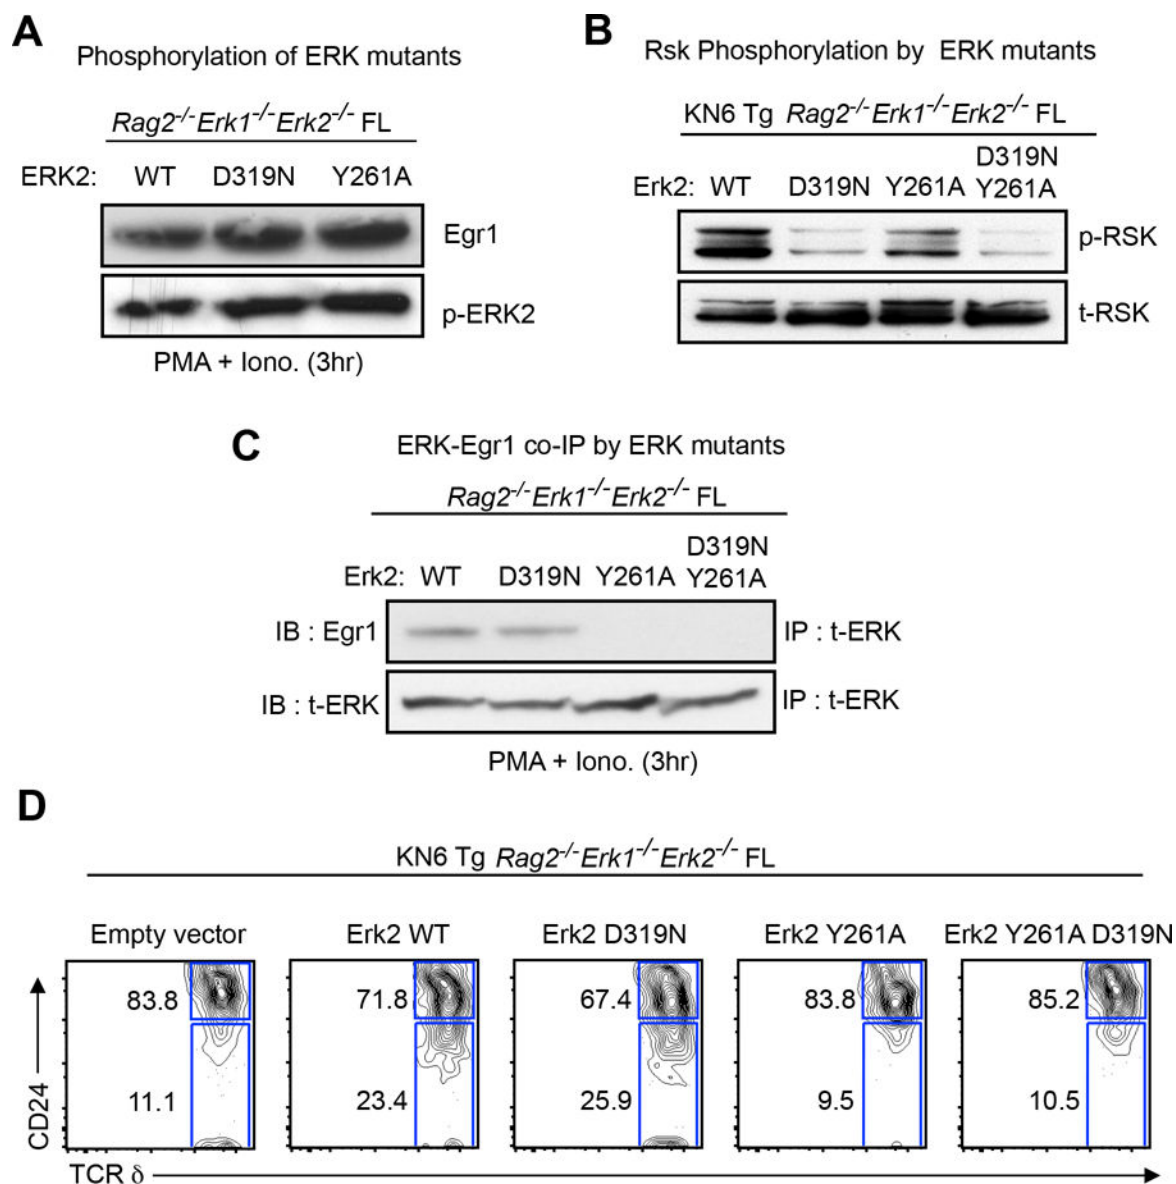 A
Phosphorylation of ERK mutants
Rag2-/-Erk1-/-Erk2-/- FL
ERK2: WT D319N Y261A
Egr1
p-ERK2
PMA + Iono. (3hr)
B
Rsk Phosphorylation by ERK mutants
KN6 Tg Rag2-/-Erk1-/-Erk2-/- FL
D319N
Erk2: WT D319N Y261A Y261A
p-RSK
t-RSK
C
ERK-Egr1 co-IP by ERK mutants
Rag2-/-Erk1-/-Erk2-/- FL
D319N
Erk2: WT D319N Y261A Y261A
IB : Egr1 IP : t-ERK
IB : t-ERK IP : t-ERK
PMA + Iono. (3hr)
D
KN6 Tg Rag2-/-Erk1-/-Erk2-/- FL
Empty vector Erk2 WT Erk2 D319N Erk2 Y261A Erk2 Y261A D319N
83.8 71.8 67.4 83.8 85.2
11.1 23.4 25.9 9.5 10.5
CD24
TCR δ